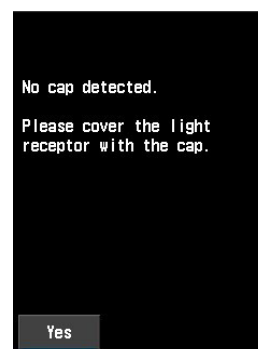 No cap detected.
Please cover the light
receptor with the cap.
Yes